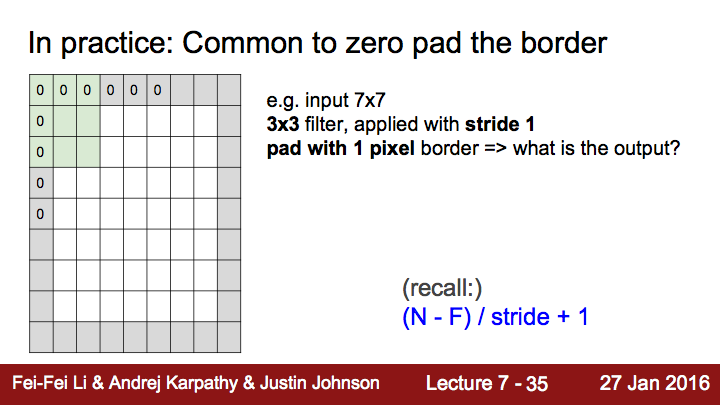 In practice: Common to zero pad the border
0 0 0 0 0 0
0
0
0
0
e.g. input 7x7
3x3 filter, applied with stride 1
pad with 1 pixel border => what is the output?
(recall:)
(N - F) / stride + 1
Fei-Fei Li & Andrej Karpathy & Justin Johnson Lecture 7 - 35 27 Jan 2016